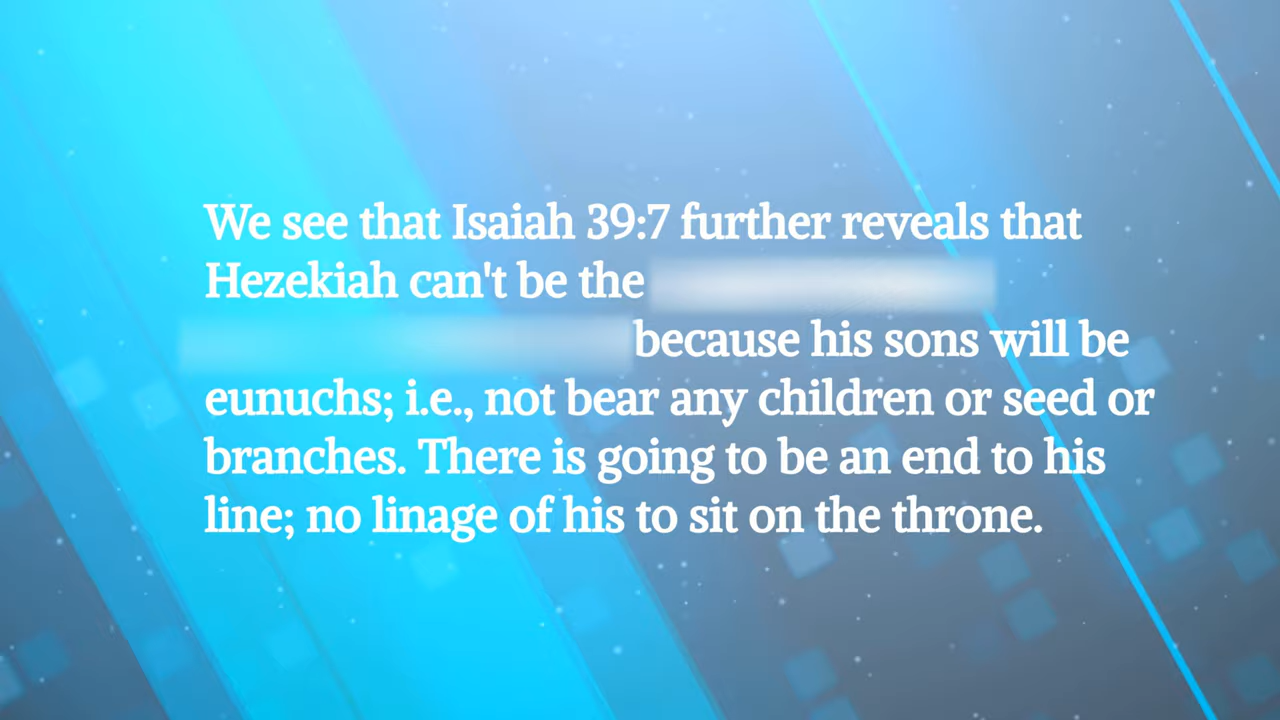 We see that Isaiah 39:7 further reveals that
Hezekiah can't be the
because his sons will be
eunuchs; i.e., not bear any children or seed or
branches. There is going to be an end to his
line; no linage of his to sit on the throne.